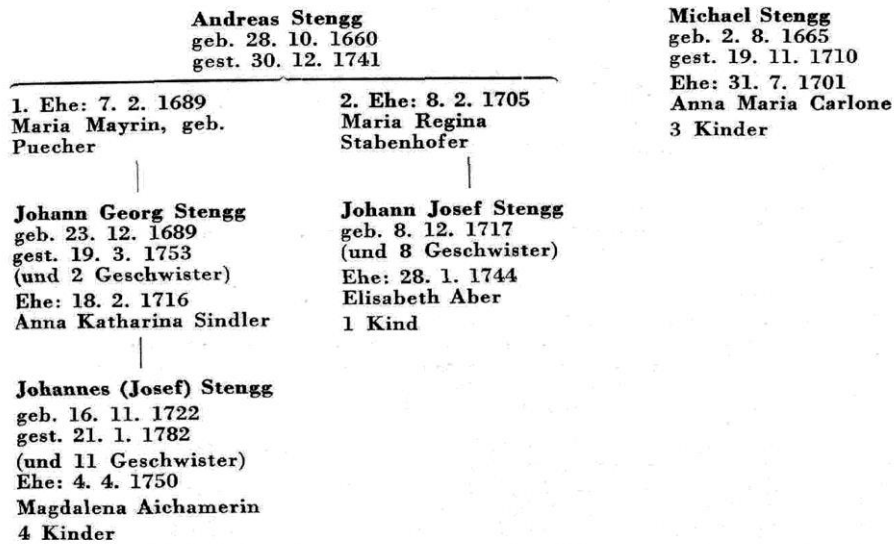 Andreas Stengg
geb. 28. 10. 1660
gest. 30. 12. 1741
1. Ehe: 7. 2. 1689
Maria Mayrin, geb.
Puecher
Johann Georg Stengg
geb. 23. 12. 1689
gest. 19. 3. 1753
(und 2 Geschwister)
Ehe: 18. 2. 1716
Anna Katharina Sindler
Johannes (Josef) Stengg
geb. 16. 11. 1722
gest. 21. 1. 1782
(und 11 Geschwister)
Ehe: 4. 4. 1750
Magdalena Aichamerin
4 Kinder
2. Ehe: 8. 2. 1705
Maria Regina
Stabenhofer
Johann Josef Stengg
geb. 8. 12. 1717
(und 8 Geschwister)
Ehe: 28. 1. 1744
Elisabeth Aber
1 Kind
Michael Stengg
geb. 2. 8. 1665
gest. 19. 11. 1710
Ehe: 31. 7. 1701
Anna Maria Carlone
3 Kinder